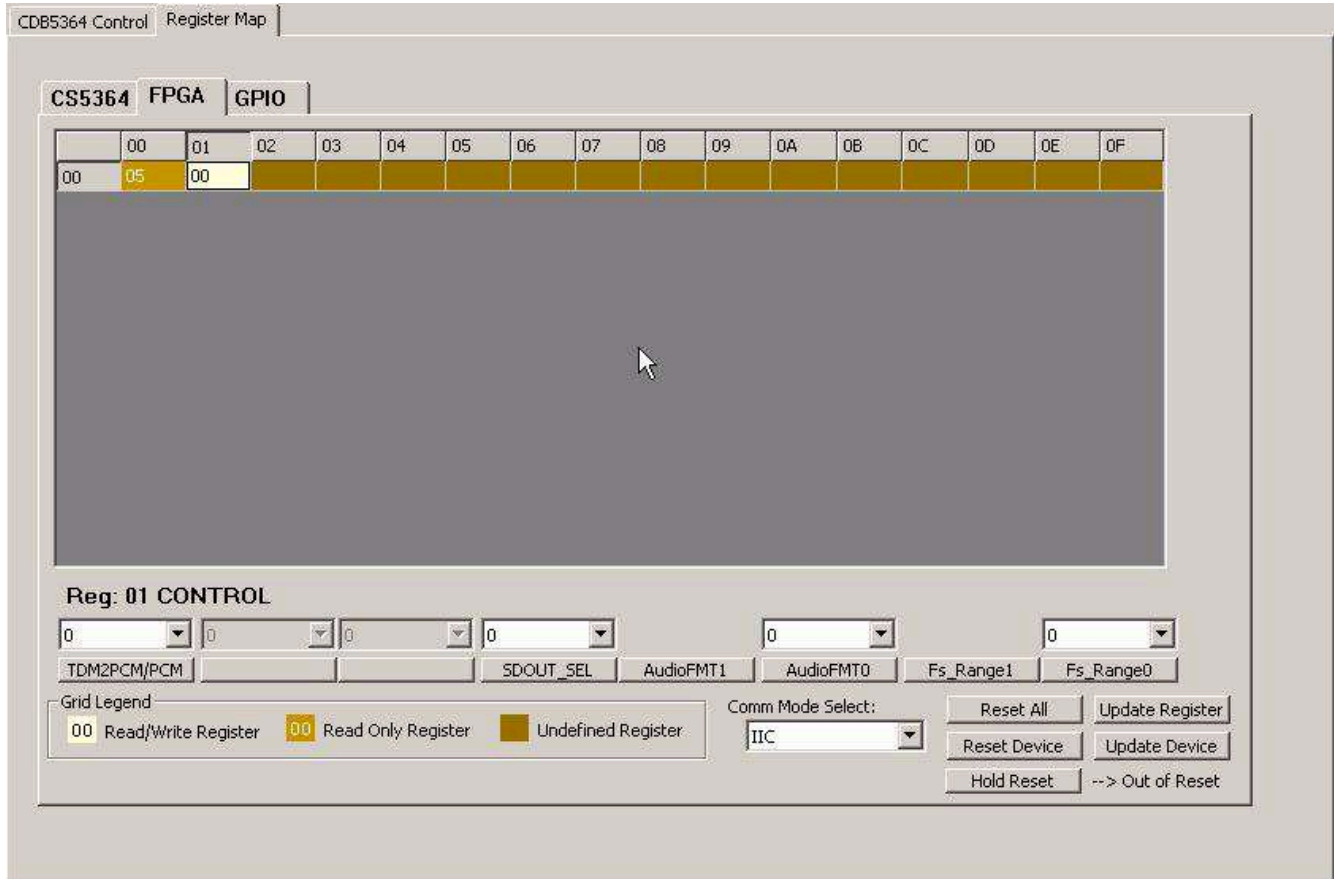 CDB5364 Control Register Map
CS5364 FPGA GPIO
00 01 02 03 04 05 06 07 08 09 0A 0B 0C 0D 0E 0F
00 05 00
Reg: 01 CONTROL
0 0 0 0 0 0
TDM2PCM/PCM SDOUT_SEL AudioFMT1 AudioFMT0 Fs_Range1 Fs_Range0
Grid Legend
00 Read/Write Register 00 Read Only Register Undefined Register
Comm Mode Select:
IIC
Reset All Update Register
Reset Device Update Device
Hold Reset --> Out of Reset